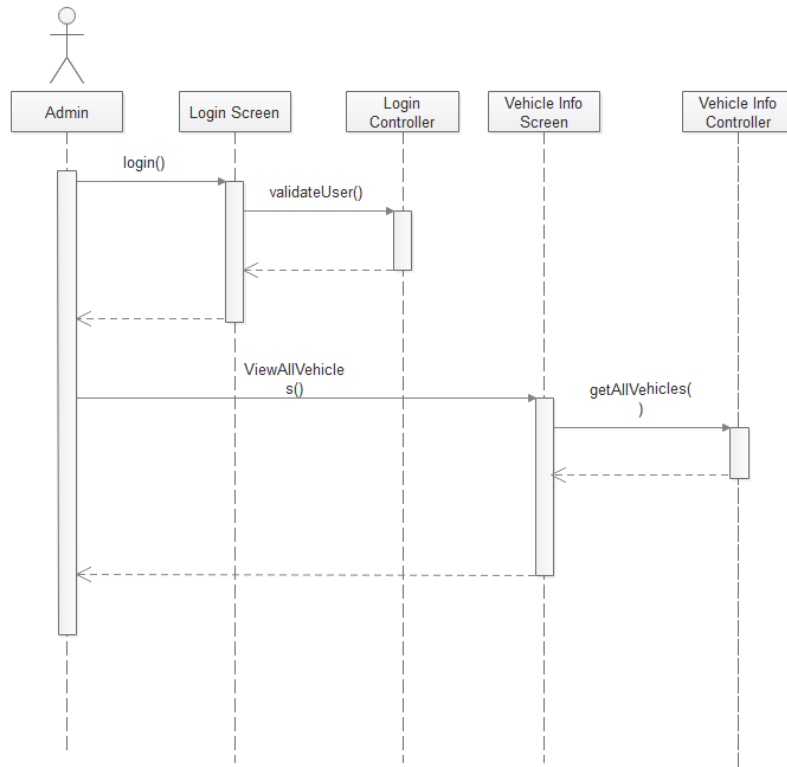 Admin
Login Screen
Login
Controller
Vehicle Info
Screen
Vehicle Info
Controller
login()
validateUser()
ViewAllVehicle
s()
getAllVehicles(
)